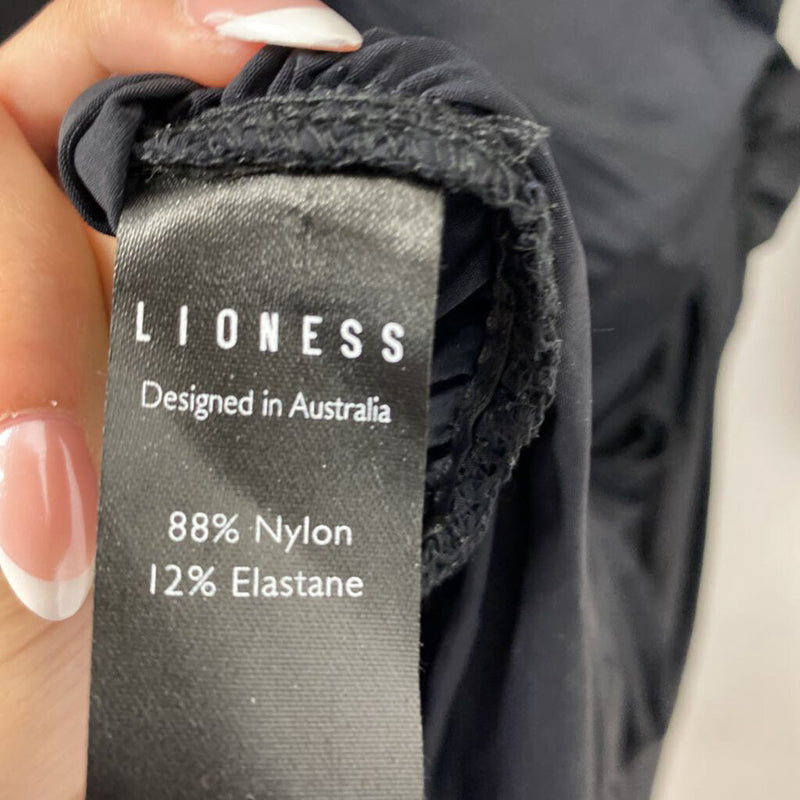 LIONESS
Designed in Australia
88% Nylon
12% Elastane